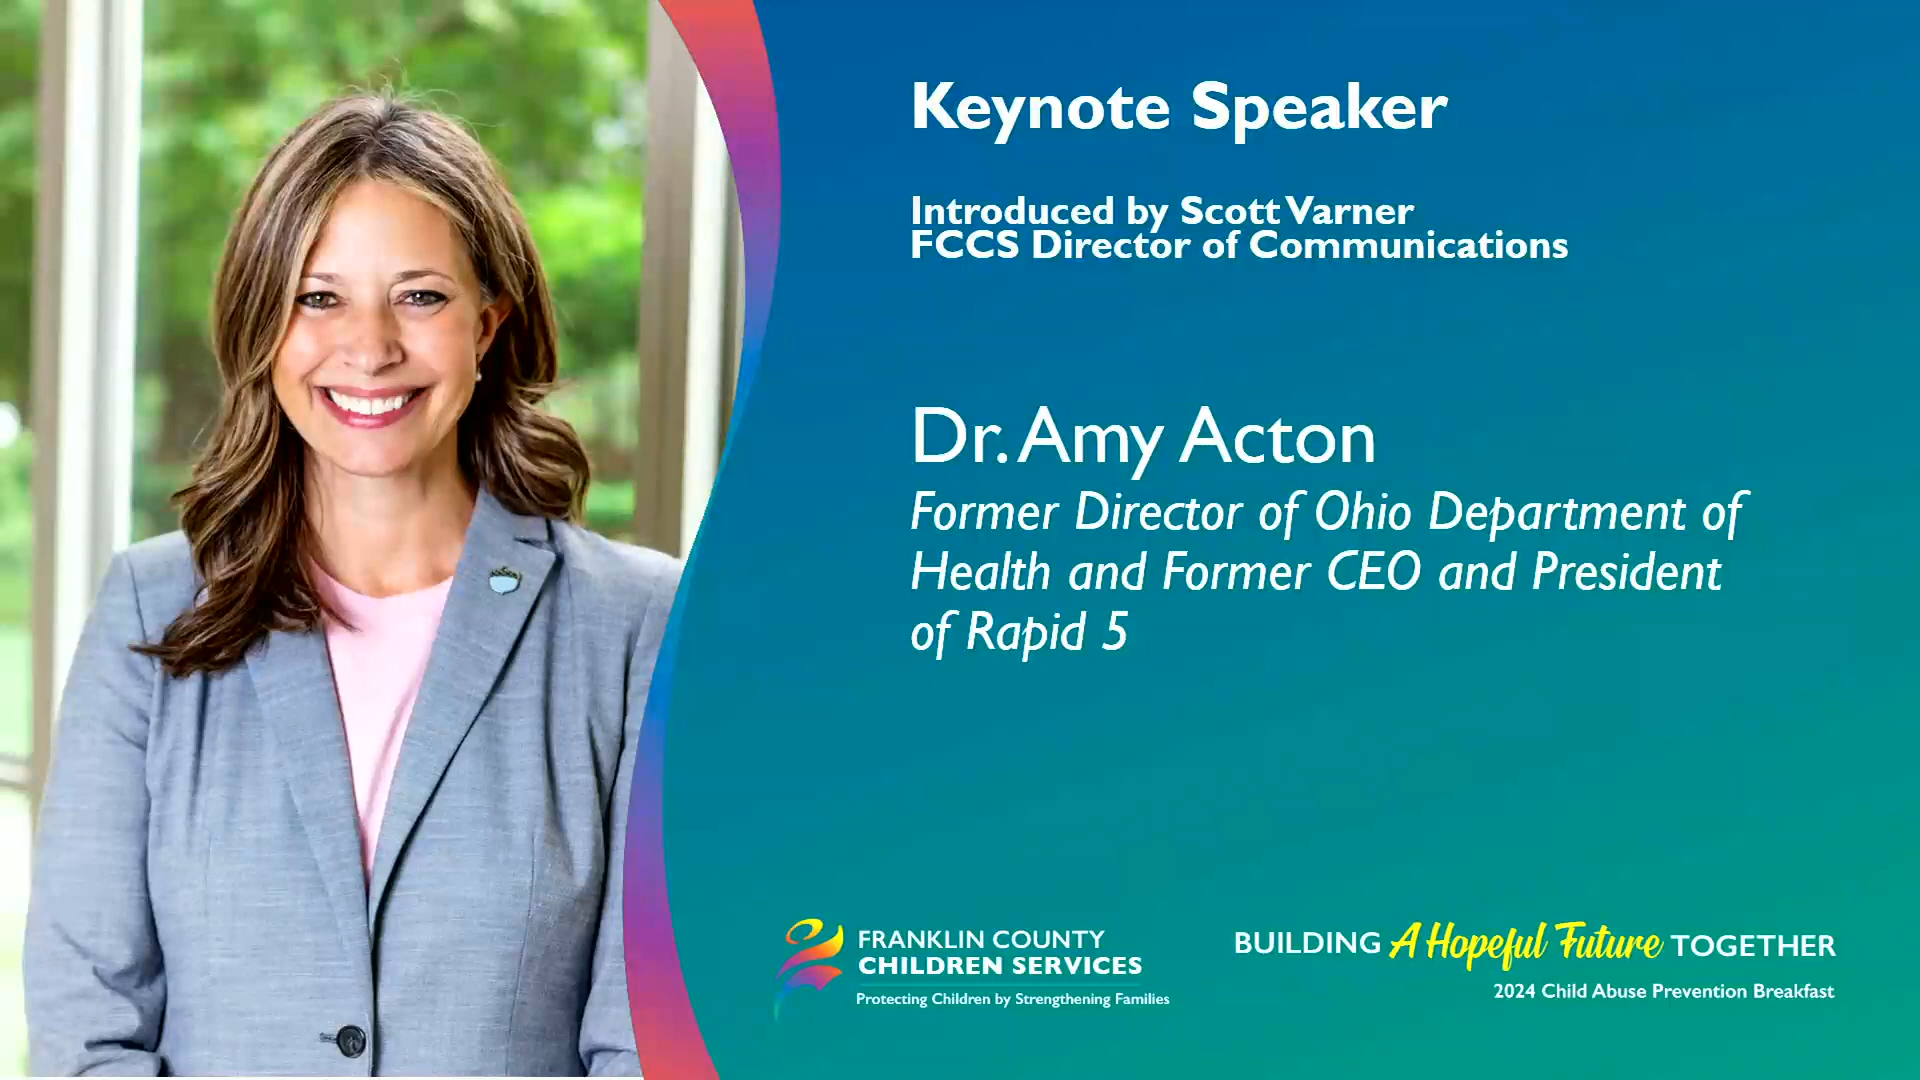 Keynote Speaker
Introduced by Scott Varner
FCCS Director of Communications
Dr. Amy Acton
Former Director of Ohio Department of
Health and Former CEO and President
of Rapid 5
FRANKLIN COUNTY
CHILDREN SERVICES
Protecting Children by Strengthening Families
BUILDING A Hopeful Future TOGETHER
2024 Child Abuse Prevention Breakfast